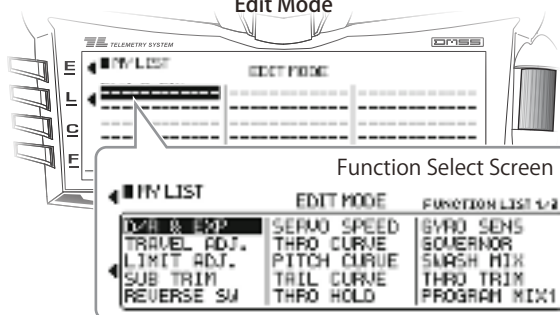 Edit Mode
TELEMETRY SYSTEM
DMSS
MY LIST
EDIT MODE
E
L
C
F
Function Select Screen
MY LIST
EDIT MODE
FUNCTION LIST 1/2
D/R & EXP SERVO SPEED GYRO SENS
TRAVEL ADJ. THRO CURVE GOVERNOR
LIMIT ADJ. PITCH CURVE SWASH MIX
SUB TRIM TAIL CURVE THRO TRIM
REVERSE SW THRO HOLD PROGRAM MIX1